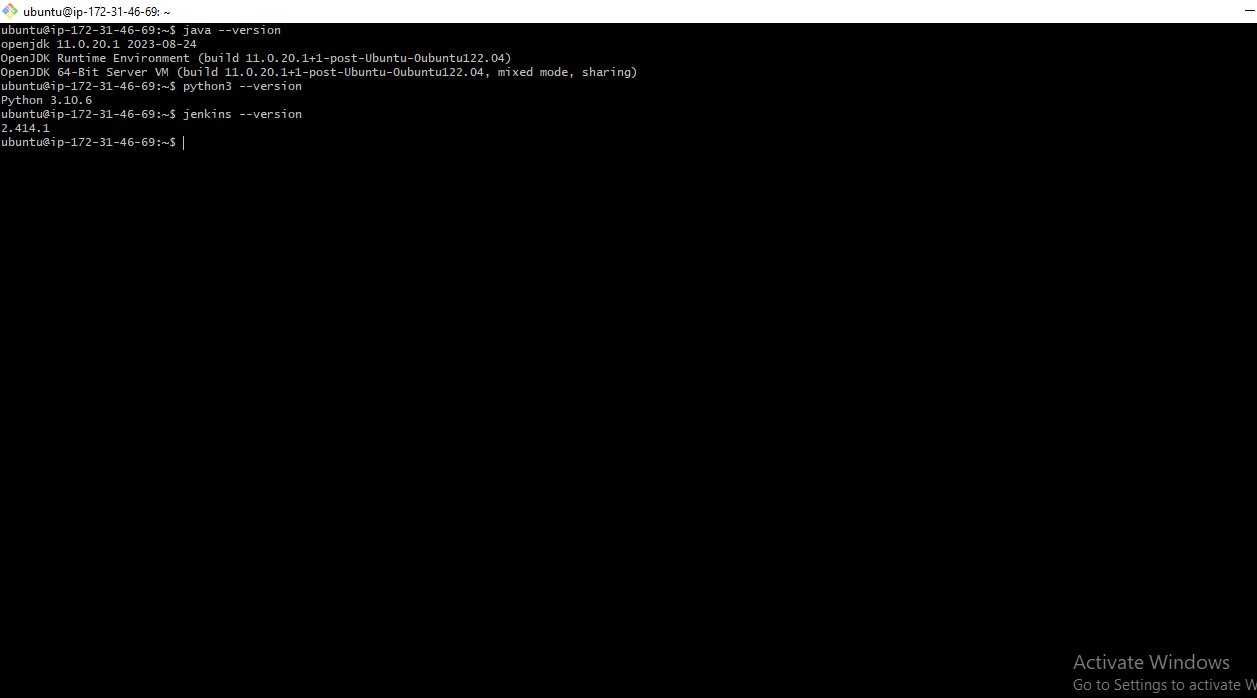 ubuntu@ip-172-31-46-69: ~
ubuntu@ip-172-31-46-69:~$ java --version
openjdk 11.0.20.1 2023-08-24
OpenJDK Runtime Environment (build 11.0.20.1+1-post-Ubuntu-0ubuntu122.04)
OpenJDK 64-Bit Server VM (build 11.0.20.1+1-post-Ubuntu-0ubuntu122.04, mixed mode, sharing)
ubuntu@ip-172-31-46-69:~$ python3 --version
Python 3.10.6
ubuntu@ip-172-31-46-69:~$ jenkins --version
2.414.1
ubuntu@ip-172-31-46-69:~$
Activate Windows
Go to Settings to activate W